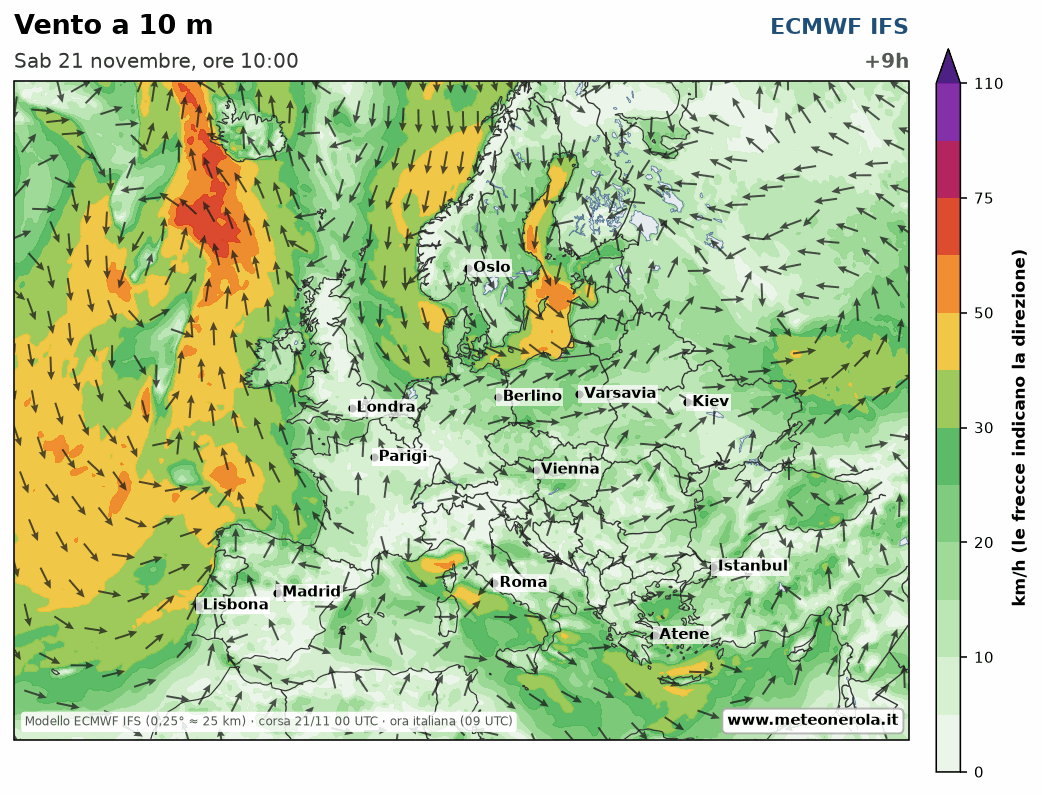 Vento a 10 m
ECMWF IFS
Sab 21 novembre, ore 10:00
+9h
110
75
50
30
20
10
0
km/h (le frecce indicano la direzione)
Oslo
Londra
Berlino
Varsavia
Kiev
Parigi
Vienna
Istanbul
Roma
Madrid
Lisbona
Atene
Modello ECMWF IFS (0,25° ≈ 25 km) · corsa 21/11 00 UTC · ora italiana (09 UTC)
www.meteonerola.it